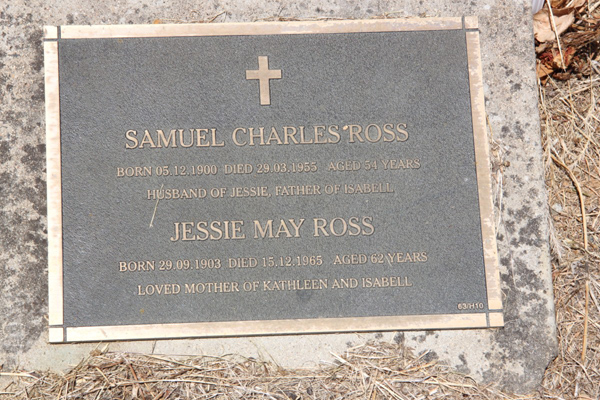 SAMUEL CHARLES ROSS
BORN 05.12.1900 DIED 29.03.1955 AGED 54 YEARS
HUSBAND OF JESSIE, FATHER OF ISABELL
JESSIE MAY ROSS
BORN 29.09.1903 DIED 15.12.1965 AGED 62 YEARS
LOVED MOTHER OF KATHLEEN AND ISABELL
63/H10